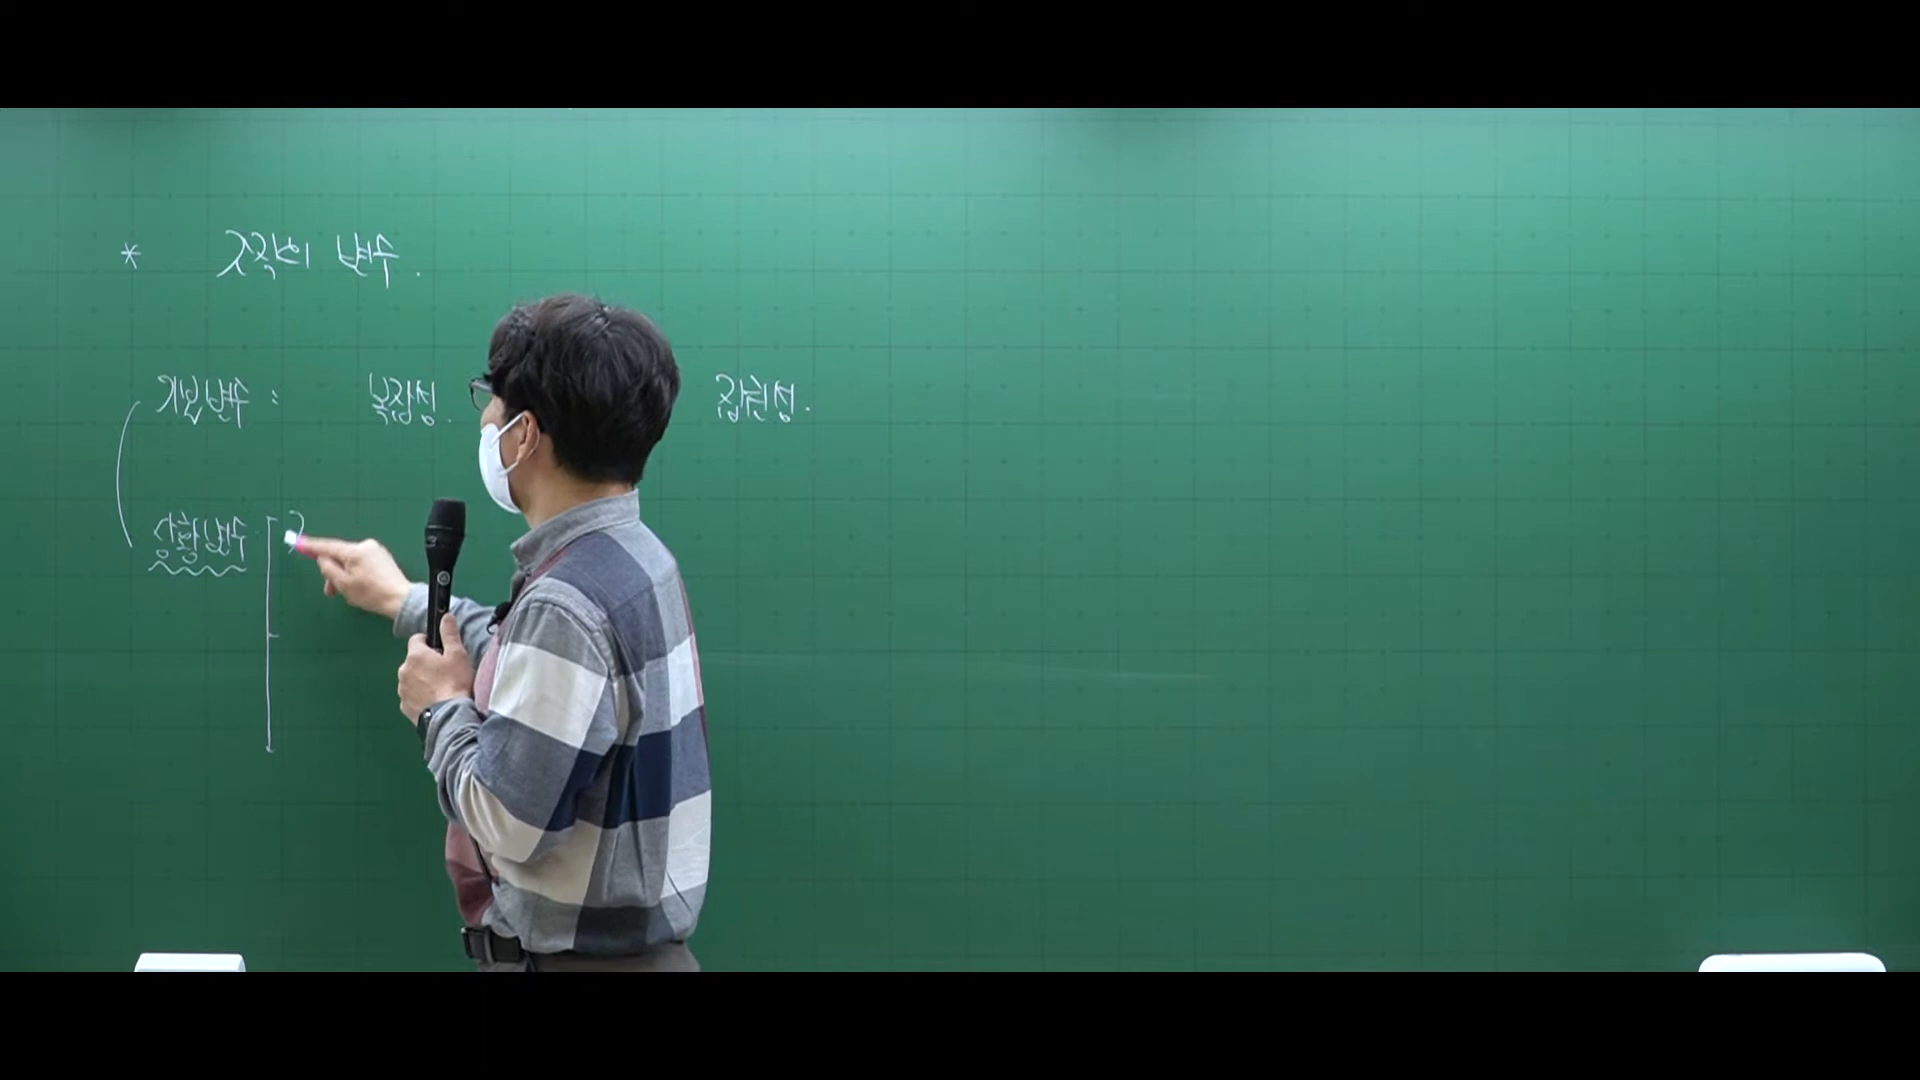 * 조직의 변수.
기본변수 : 복잡성. 집권성.
상황변수